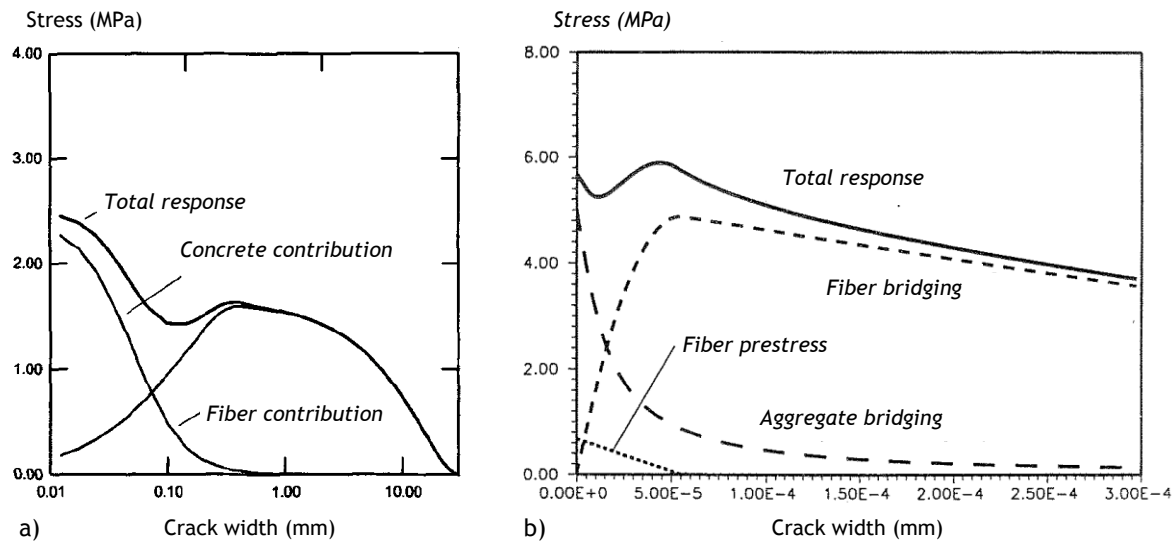 Stress (MPa)
4.00
3.00
2.00
1.00
0.00
0.01
0.10
1.00
10.00
Total response
Concrete contribution
Fiber contribution
a)
Crack width (mm)
Stress (MPa)
8.00
6.00
4.00
2.00
0.00
0.00E+0
5.00E-5
1.00E-4
1.50E-4
2.00E-4
2.50E-4
3.00E-4
Total response
Fiber bridging
Fiber prestress
Aggregate bridging
b)
Crack width (mm)